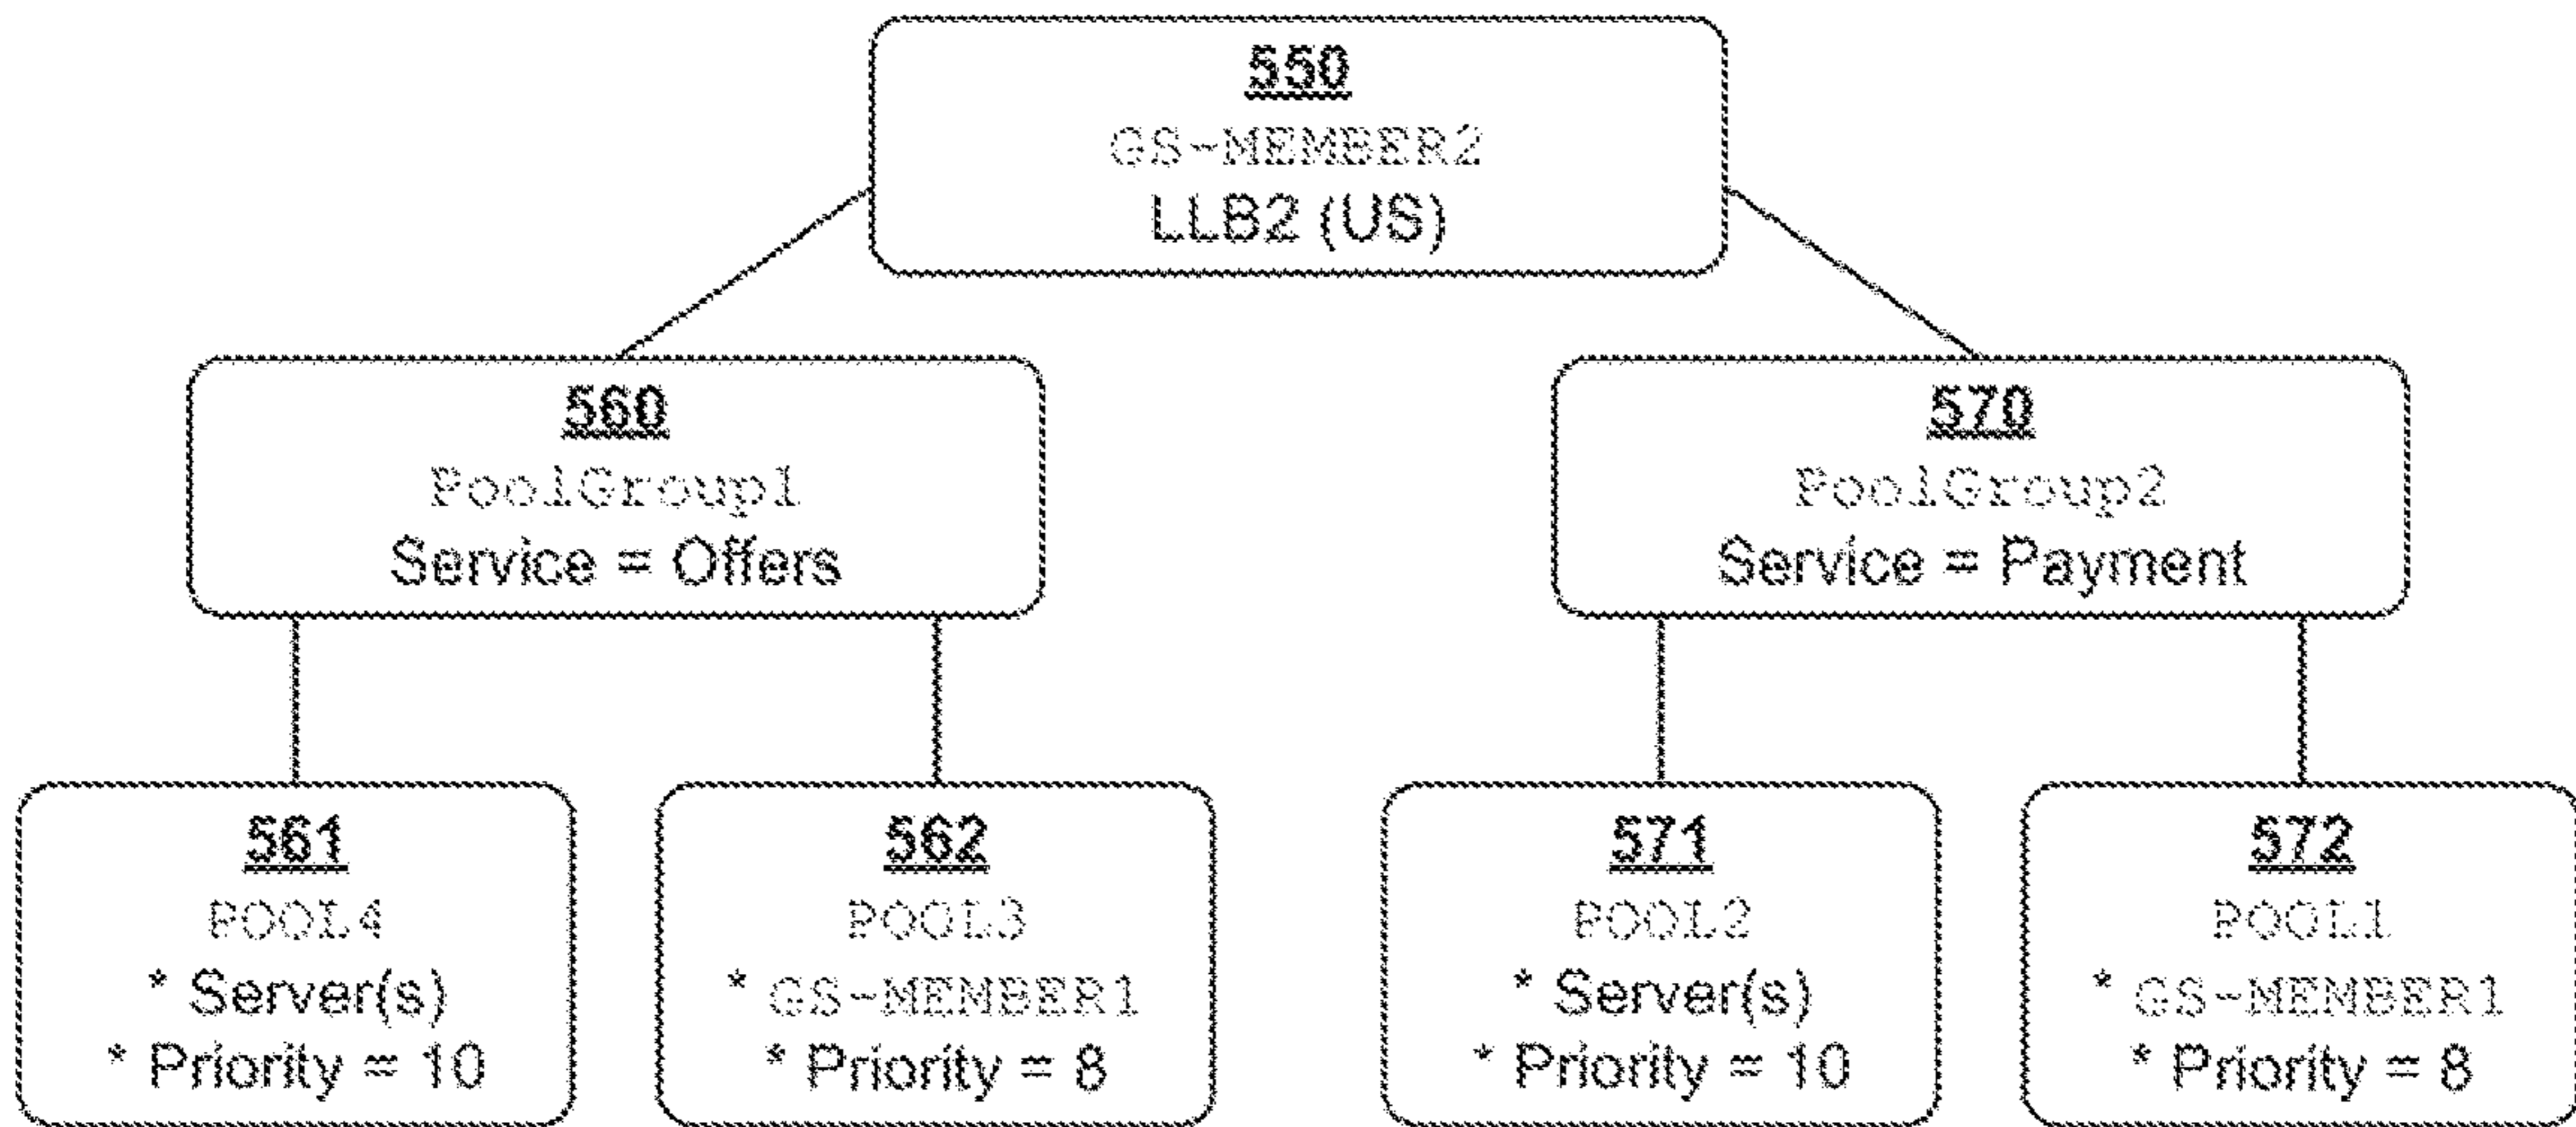 550
GS-MEMBER2
LLB2 (US)
560
PoolGroup1
Service = Offers
570
PoolGroup2
Service = Payment
561
POOL4
* Server(s)
* Priority = 10
562
POOL3
* GS-MEMBER1
* Priority = 8
571
POOL2
* Server(s)
* Priority = 10
572
POOL1
* GS-MEMBER1
* Priority = 8